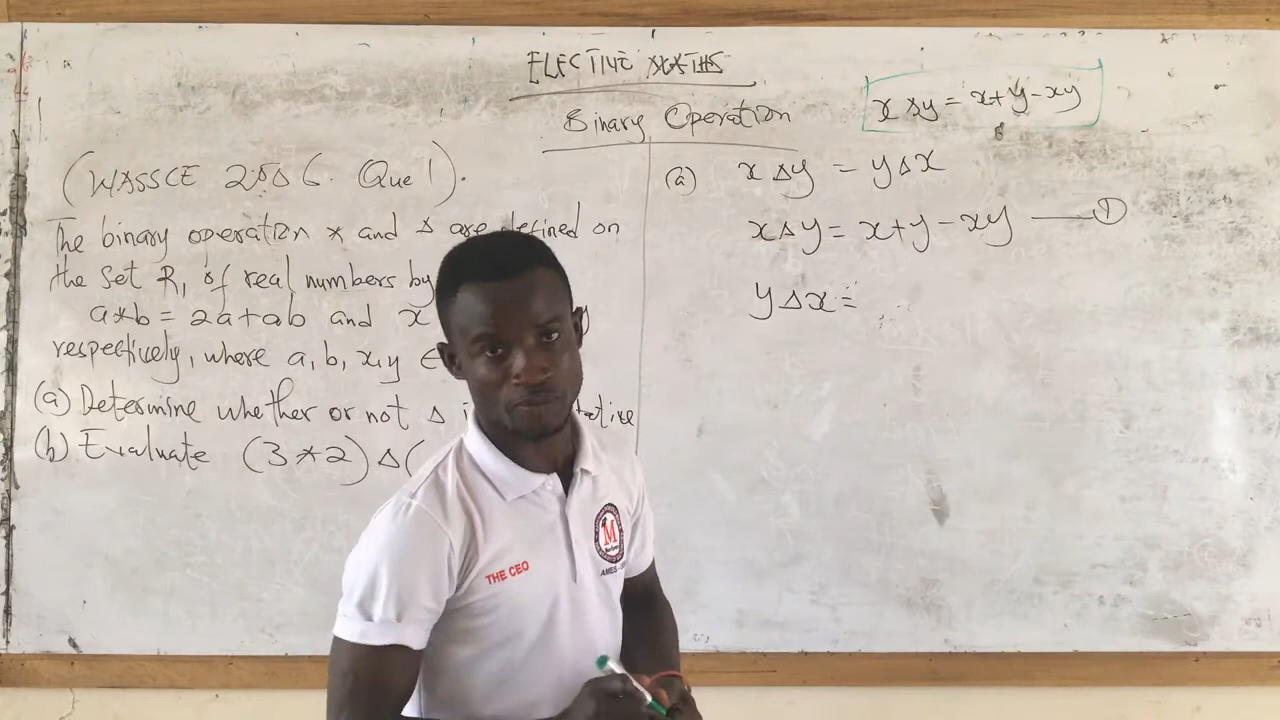 ELECTIVE MATHS
Binary Operation
x Δ y = x + y - xy
(WASSCE 2006. Que 1).
The binary operation * and Δ are defined on
the set R, of real numbers by
a*b = 2a+ab and x
respectively, where a, b, x, y ∈
(a) Determine whether or not Δ i tative
(b) Evaluate (3*2) Δ (
(a) x Δ y = y Δ x
x Δ y = x + y - xy — ①
y Δ x =
THE CEO
M